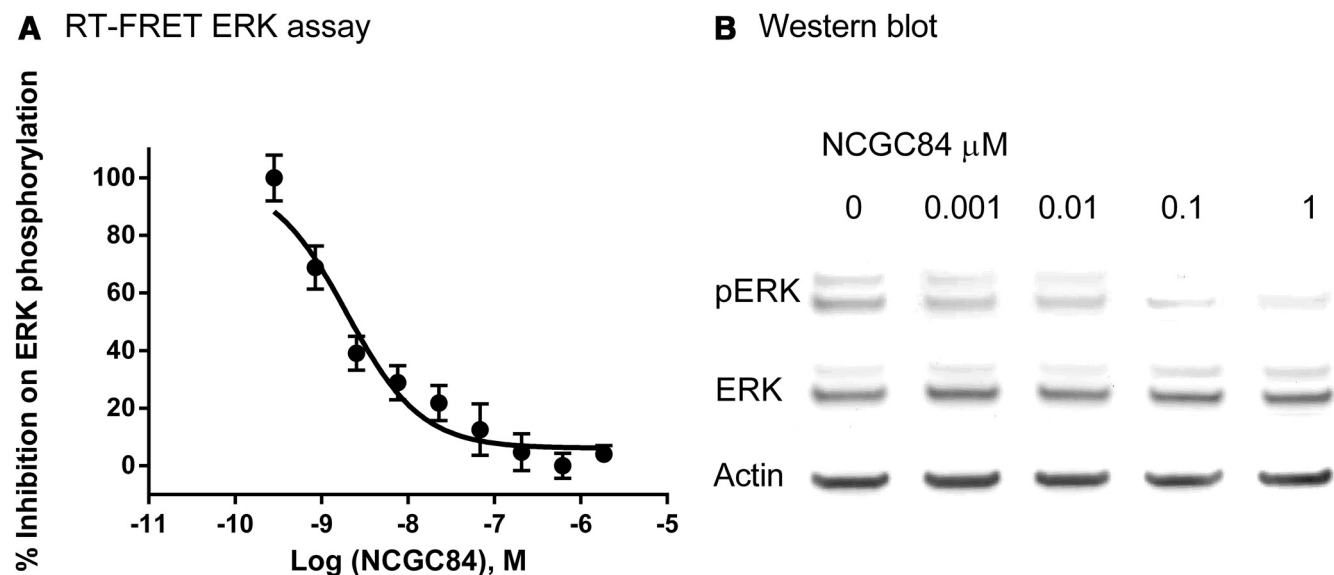 A RT-FRET ERK assay
% Inhibition on ERK phosphorylation
100
80
60
40
20
0
-11 -10 -9 -8 -7 -6 -5
Log (NCGC84), M
B Western blot
NCGC84 μM
0 0.001 0.01 0.1 1
pERK
ERK
Actin